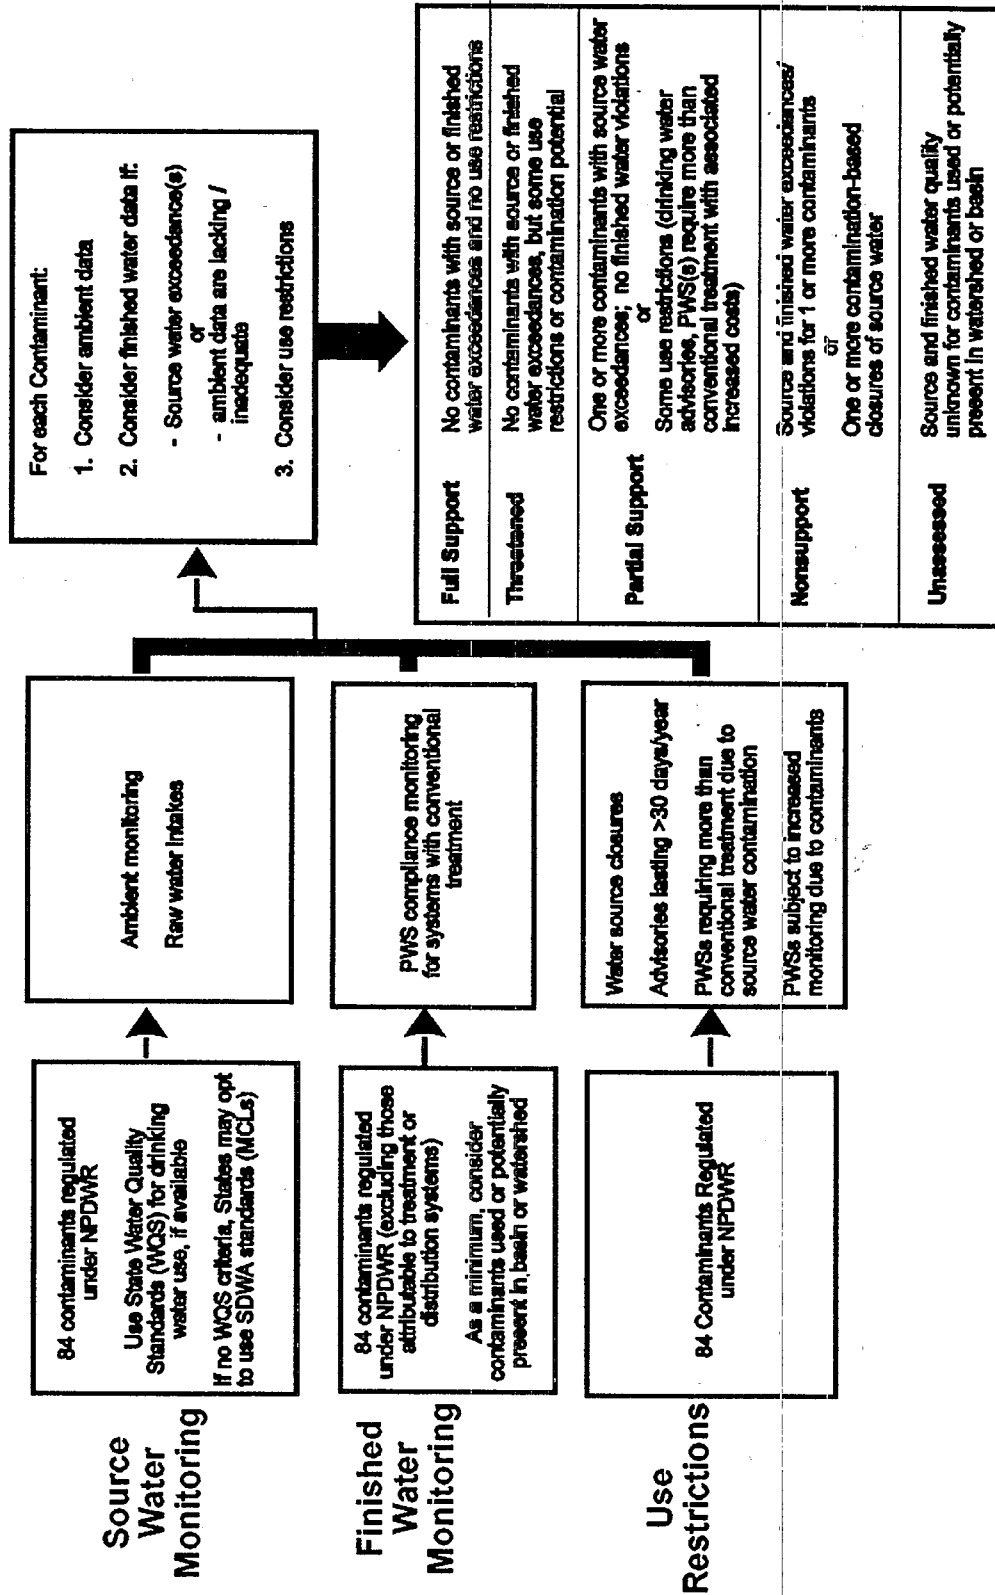 Source
Water
Monitoring
84 contaminants regulated
under NPDWR
Use State Water Quality
Standards (WQS) for drinking
water use, if available
If no WQS criteria, States may opt
to use SDWA standards (MCLs)
Ambient monitoring
Raw water intakes
Finished
Water
Monitoring
84 contaminants regulated
under NPDWR (excluding those
attributable to treatment or
distribution systems)
As a minimum, consider
contaminants used or potentially
present in basin or watershed
PWS compliance monitoring
for systems with conventional
treatment
Use
Restrictions
84 Contaminants Regulated
under NPDWR
Water source closures
Advisories lasting >30 days/year
PWSs requiring more than
conventional treatment due to
source water contamination
PWSs subject to increased
monitoring due to contaminants
For each Contaminant:
1. Consider ambient data
2. Consider finished water data if:
- Source water exceedance(s)
or
- ambient data are lacking /
inadequate
3. Consider use restrictions
Full Support
No contaminants with source or finished
water exceedances and no use restrictions
Threatened
No contaminants with source or finished
water exceedances, but some use
restrictions or contamination potential
Partial Support
One or more contaminants with source water
exceedances; no finished water violations
or
Some use restrictions (drinking water
advisories, PWS(s) require more than
conventional treatment with associated
increased costs)
Nonsupport
Source and finished water exceedances/
violations for 1 or more contaminants
or
One or more contamination-based
closures of source water
Unassessed
Source and finished water quality
unknown for contaminants used or potentially
present in watershed or basin